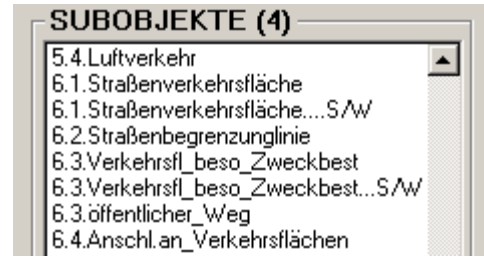 SUBOBJEKTE (4)
5.4.Luftverkehr
6.1.Straßenverkehrsfläche
6.1.Straßenverkehrsfläche....S/W
6.2.Straßenbegrenzunglinie
6.3.Verkehrsfl_beso_Zweckbest
6.3.Verkehrsfl_beso_Zweckbest...S/W
6.3.öffentlicher_Weg
6.4.Anschl.an_Verkehrsflächen